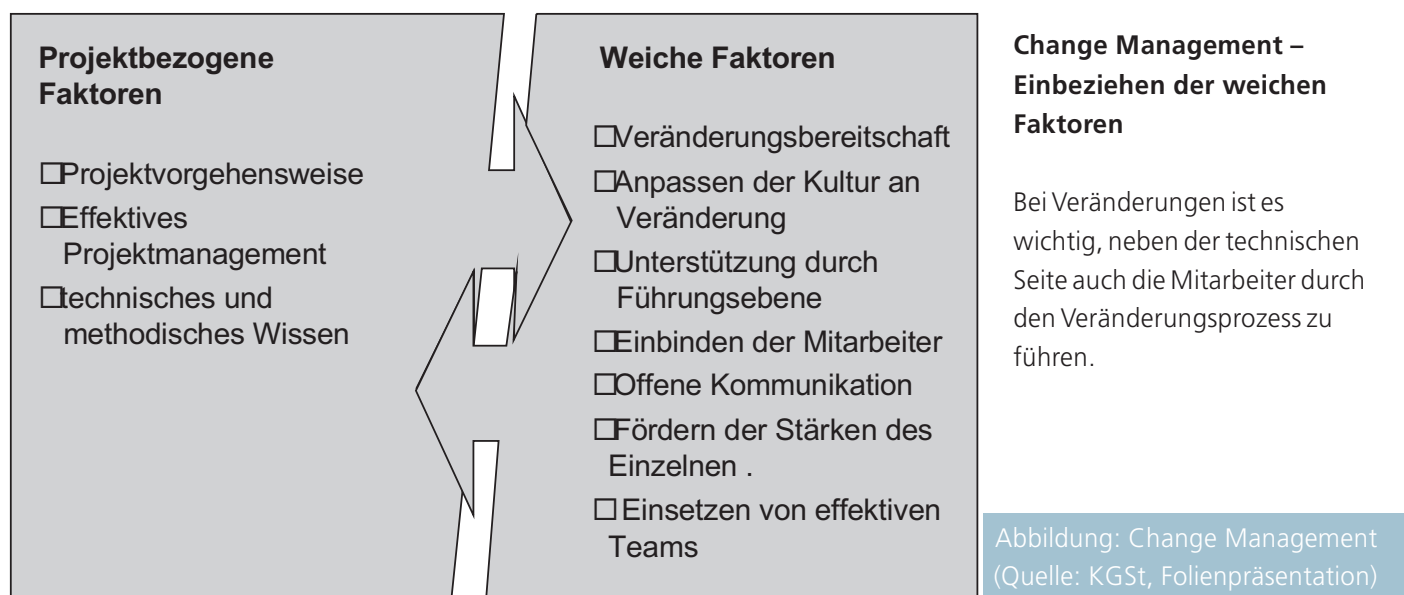 Projektbezogene
Faktoren
☐Projektvorgehensweise
☐Effektives
Projektmanagement
☐technisches und
methodisches Wissen
Weiche Faktoren
☐Veränderungsbereitschaft
☐Anpassen der Kultur an
Veränderung
☐Unterstützung durch
Führungsebene
☐Einbinden der Mitarbeiter
☐Offene Kommunikation
☐Fördern der Stärken des
Einzelnen .
☐ Einsetzen von effektiven
Teams
Change Management –
Einbeziehen der weichen
Faktoren
Bei Veränderungen ist es
wichtig, neben der technischen
Seite auch die Mitarbeiter durch
den Veränderungsprozess zu
führen.
Abbildung: Change Management
(Quelle: KGSt, Folienpräsentation)